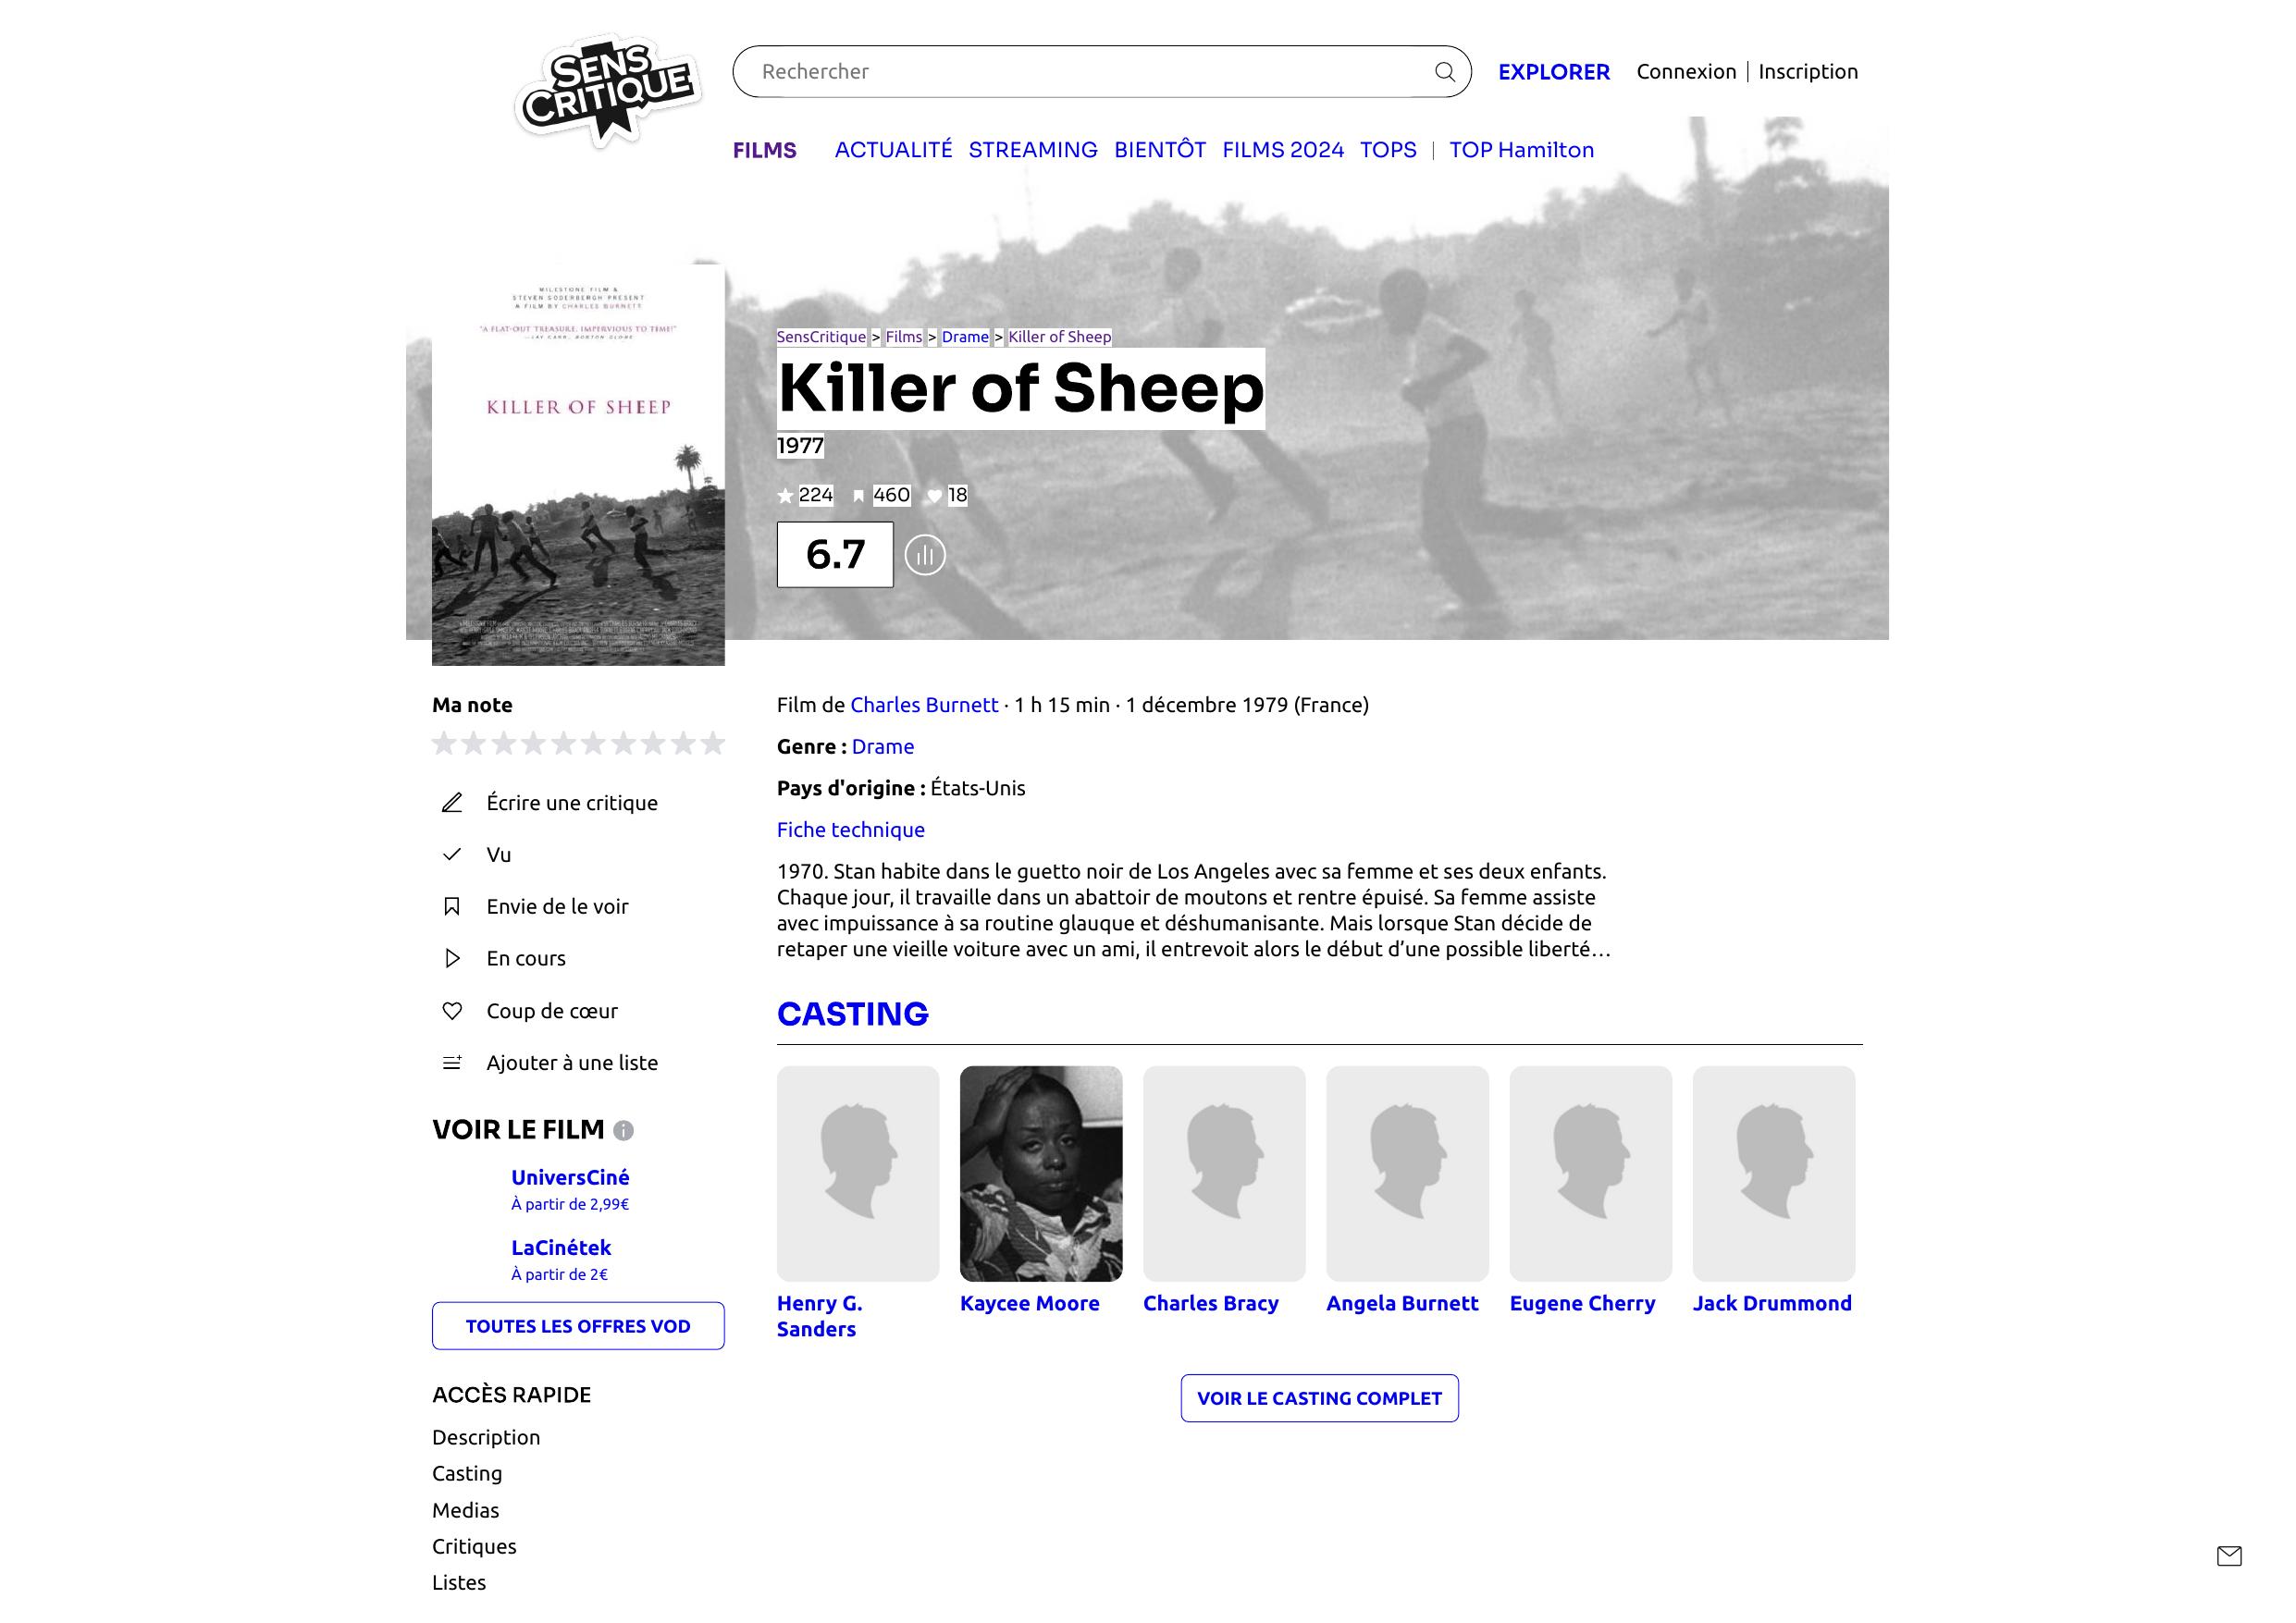 SENS
CRITIQUE
Rechercher
EXPLORER
Connexion | Inscription
FILMS
ACTUALITÉ STREAMING BIENTÔT FILMS 2024 TOPS | TOP Hamilton
MILESTONE FILM &
STEVEN SODERBERGH PRESENT
A FILM BY CHARLES BURNETT
"A FLAT-OUT TREASURE, IMPERVIOUS TO TIME!"
—JAY CARR, BOSTON GLOBE
KILLER OF SHEEP
SensCritique > Films > Drame > Killer of Sheep
Killer of Sheep
1977
224 460 18
6.7
Ma note
Écrire une critique
Vu
Envie de le voir
En cours
Coup de cœur
Ajouter à une liste
VOIR LE FILM
UniversCiné
À partir de 2,99€
LaCinétek
À partir de 2€
TOUTES LES OFFRES VOD
ACCÈS RAPIDE
Description
Casting
Medias
Critiques
Listes
Film de Charles Burnett · 1 h 15 min · 1 décembre 1979 (France)
Genre : Drame
Pays d'origine : États-Unis
Fiche technique
1970. Stan habite dans le guetto noir de Los Angeles avec sa femme et ses deux enfants.
Chaque jour, il travaille dans un abattoir de moutons et rentre épuisé. Sa femme assiste
avec impuissance à sa routine glauque et déshumanisante. Mais lorsque Stan décide de
retaper une vieille voiture avec un ami, il entrevoit alors le début d’une possible liberté…
CASTING
Henry G.
Sanders
Kaycee Moore
Charles Bracy
Angela Burnett
Eugene Cherry
Jack Drummond
VOIR LE CASTING COMPLET